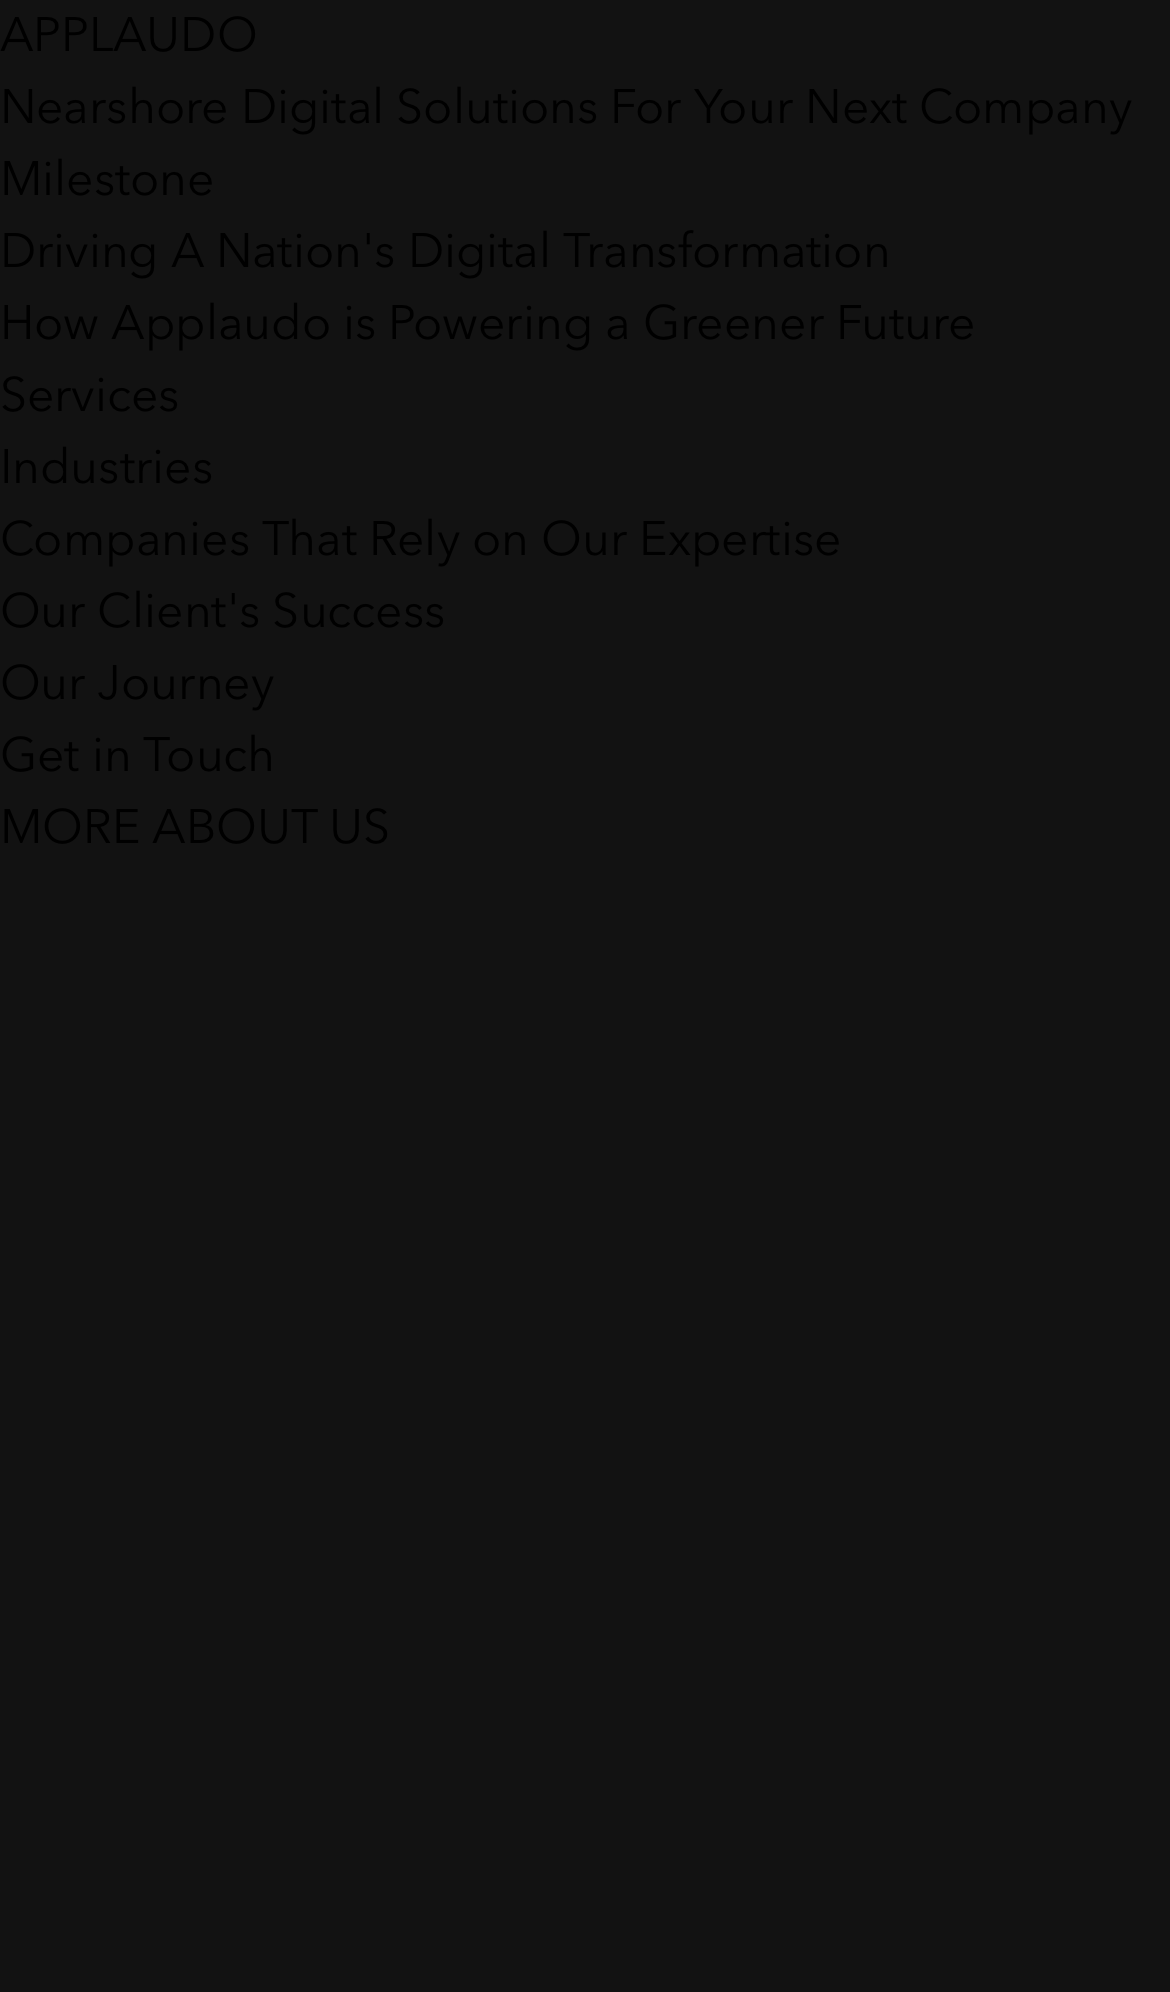 APPLAUDO
Nearshore Digital Solutions For Your Next Company
Milestone
Driving A Nation's Digital Transformation
How Applaudo is Powering a Greener Future
Services
Industries
Companies That Rely on Our Expertise
Our Client's Success
Our Journey
Get in Touch
MORE ABOUT US